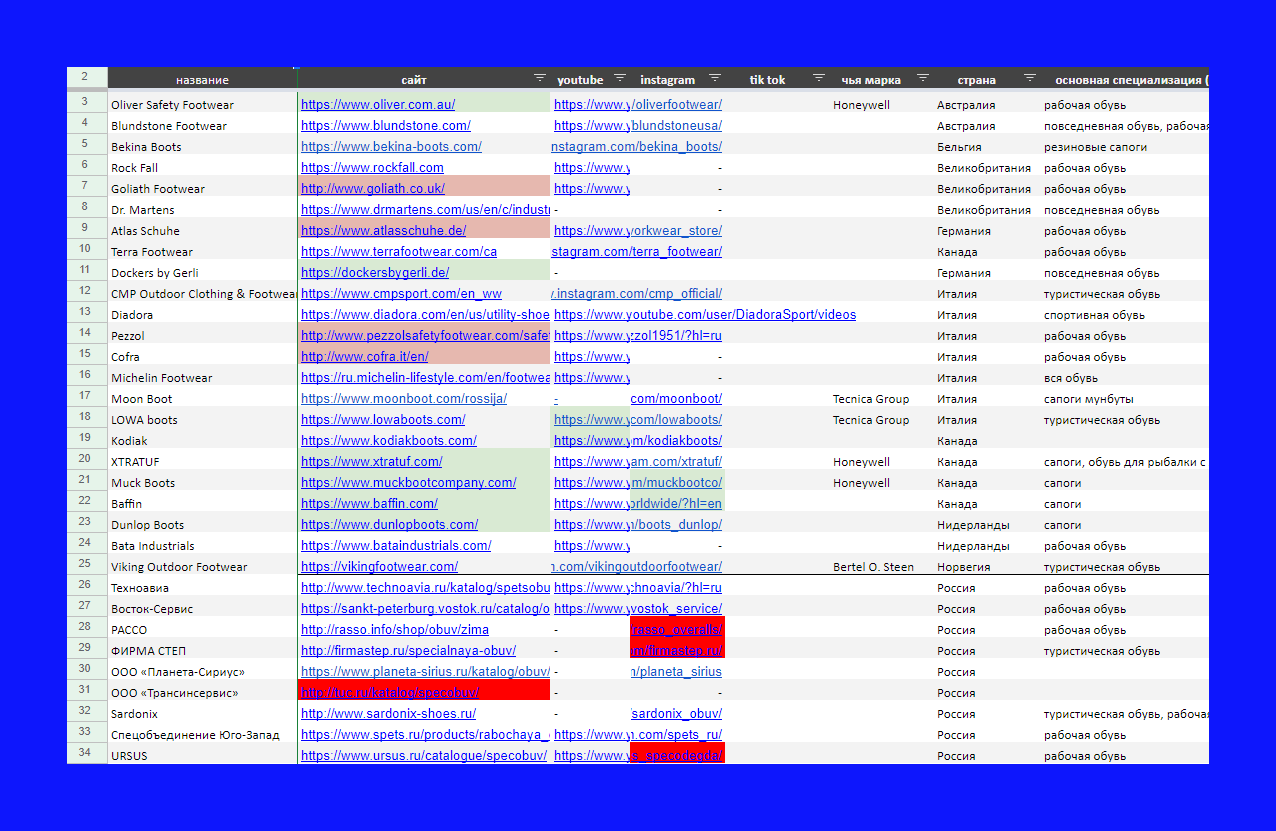 2 название сайт youtube instagram tik tok чья марка страна основная специализация (
3 Oliver Safety Footwear https://www.oliver.com.au/ https://www.y/oliverfootwear/ Honeywell Австралия рабочая обувь
4 Blundstone Footwear https://www.blundstone.com/ https://www.yblundstoneusa/ Австралия повседневная обувь, рабочая
5 Bekina Boots https://www.bekina-boots.com/ nstagram.com/bekina_boots/ Бельгия резиновые сапоги
6 Rock Fall https://www.rockfall.com https://www.y - Великобритания рабочая обувь
7 Goliath Footwear http://www.goliath.co.uk/ https://www.y - Великобритания рабочая обувь
8 Dr. Martens https://www.drmartens.com/us/en/c/industr - - Великобритания повседневная обувь
9 Atlas Schuhe http://www.atlasschuhe.de/ https://www.yorkwear_store/ Германия рабочая обувь
10 Terra Footwear https://www.terrafootwear.com/ca stagram.com/terra_footwear/ Канада рабочая обувь
11 Dockers by Gerli https://dockersbygerli.de/ - Германия повседневная обувь
12 CMP Outdoor Clothing & Footwear https://www.cmpsport.com/en_ww .instagram.com/cmp_official/ Италия туристическая обувь
13 Diadora https://www.diadora.com/en/us/utility-shoe https://www.youtube.com/user/DiadoraSport/videos Италия спортивная обувь
14 Pezzol http://www.pezzolsafetyfootwear.com/safet https://www.yzzol1951/?hl=ru Италия рабочая обувь
15 Cofra http://www.cofra.it/en/ https://www.y - Италия рабочая обувь
16 Michelin Footwear https://ru.michelin-lifestyle.com/en/footwea https://www.y - Италия вся обувь
17 Moon Boot https://www.moonboot.com/rossija/ - com/moonboot/ Tecnica Group Италия сапоги мунбуты
18 LOWA boots https://www.lowaboots.com/ https://www.ycom/lowaboots/ Tecnica Group Италия туристическая обувь
19 Kodiak https://www.kodiakboots.com/ https://www.ym/kodiakboots/ Канада
20 XTRATUF https://www.xtratuf.com/ https://www.yam.com/xtratuf/ Honeywell Канада сапоги, обувь для рыбалки с
21 Muck Boots https://www.muckbootcompany.com/ https://www.ym/muckbootco/ Honeywell Канада сапоги
22 Baffin https://www.baffin.com/ https://www.yorldwide/?hl=en Канада сапоги
23 Dunlop Boots https://www.dunlopboots.com/ https://www.y/boots_dunlop/ Нидерланды сапоги
24 Bata Industrials https://www.bataindustrials.com/ https://www.y - Нидерланды рабочая обувь
25 Viking Outdoor Footwear https://vikingfootwear.com/ .com/vikingoutdoorfootwear/ Bertel O. Steen Норвегия туристическая обувь
26 Техноавиа http://www.technoavia.ru/katalog/spetsobu https://www.ychnoavia/?hl=ru Россия рабочая обувь
27 Восток-Сервис https://sankt-peterburg.vostok.ru/catalog/o https://www.yvostok_service/ Россия рабочая обувь
28 РАССО http://rasso.info/shop/obuv/zima - /rasso_overalls/ Россия рабочая обувь
29 ФИРМА СТЕП http://firmastep.ru/specialnaya-obuv/ - m/firmastep.ru/ Россия туристическая обувь
30 ООО «Планета-Сириус» https://www.planeta-sirius.ru/katalog/obuv/ - /planeta_sirius Россия
31 ООО «Трансинсервис» http://tuc.ru/katalog/specobuv/ - - Россия
32 Sardonix http://www.sardonix-shoes.ru/ - /sardonix_obuv/ Россия туристическая обувь, рабочая
33 Спецобъединение Юго-Запад https://www.spets.ru/products/rabochaya_ https://www.y.com/spets_ru/ Россия рабочая обувь
34 URSUS https://www.ursus.ru/catalogue/specobuv/ https://www.ys_specodegda/ Россия рабочая обувь